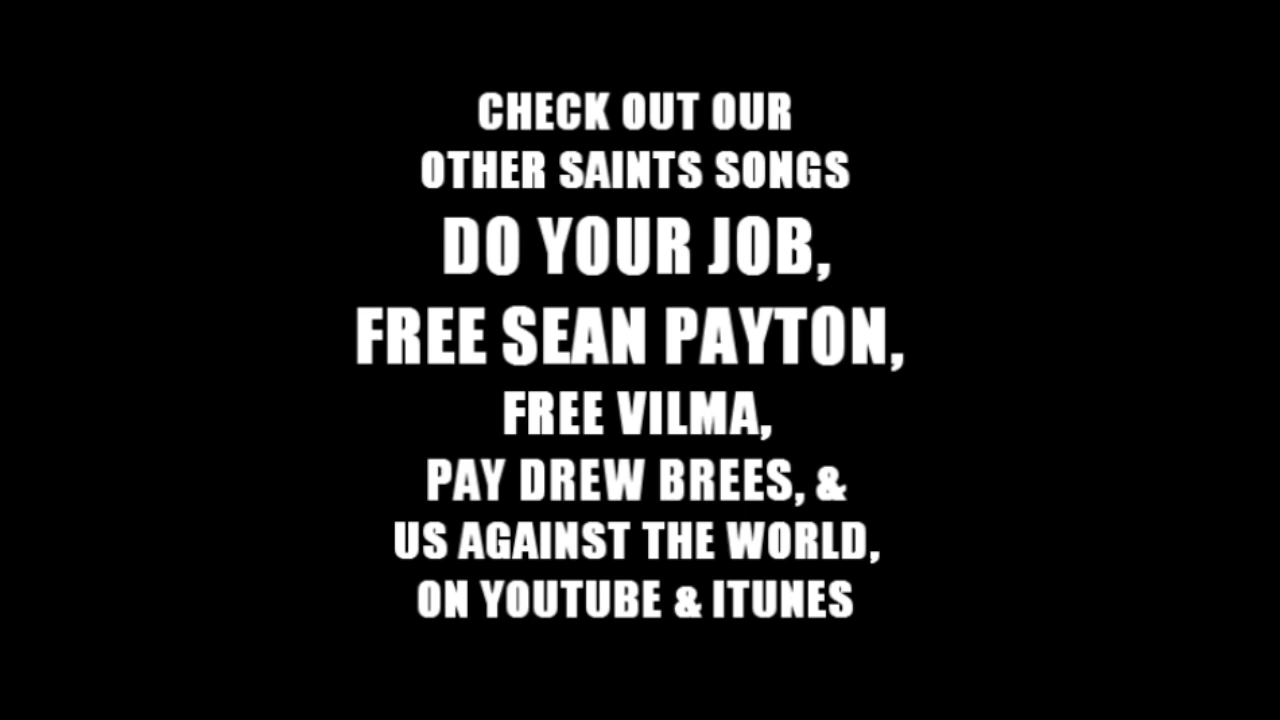 CHECK OUT OUR
OTHER SAINTS SONGS
DO YOUR JOB,
FREE SEAN PAYTON,
FREE VILMA,
PAY DREW BREES, &
US AGAINST THE WORLD,
ON YOUTUBE & ITUNES